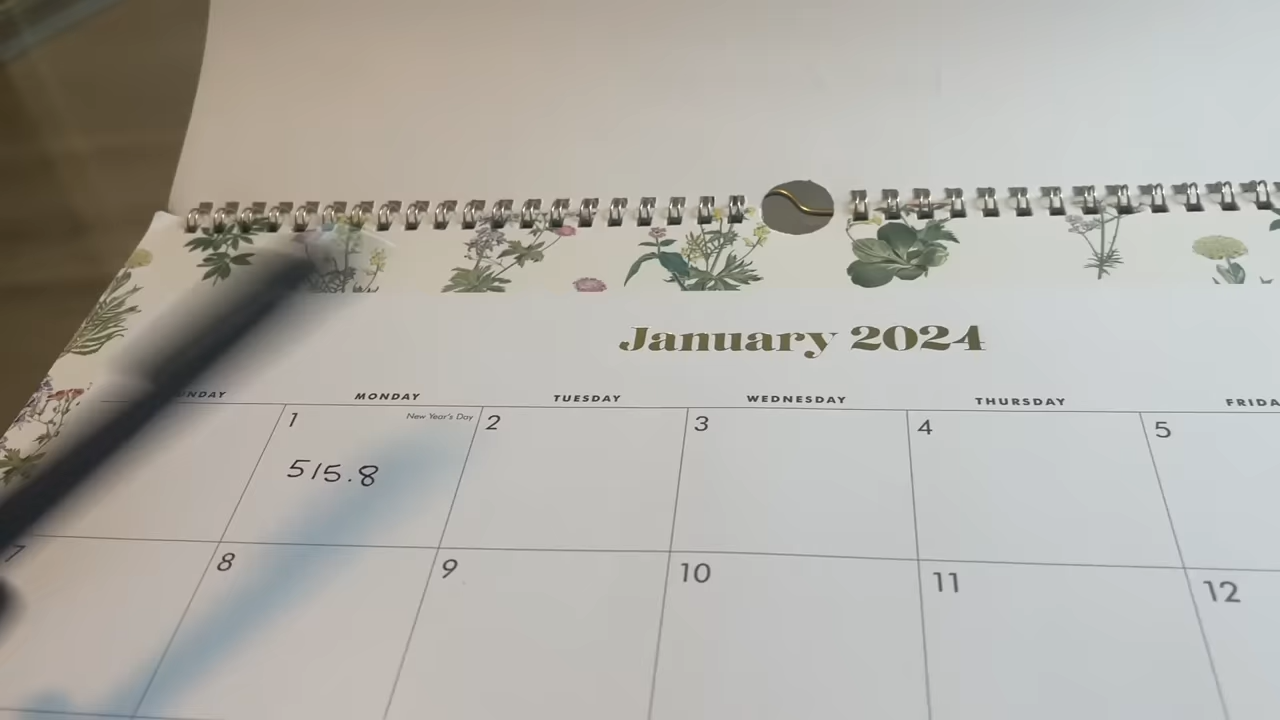 January 2024
MONDAY TUESDAY WEDNESDAY THURSDAY
1 New Year's Day 2 3 4 5
515.8
7 8 9 10 11 12